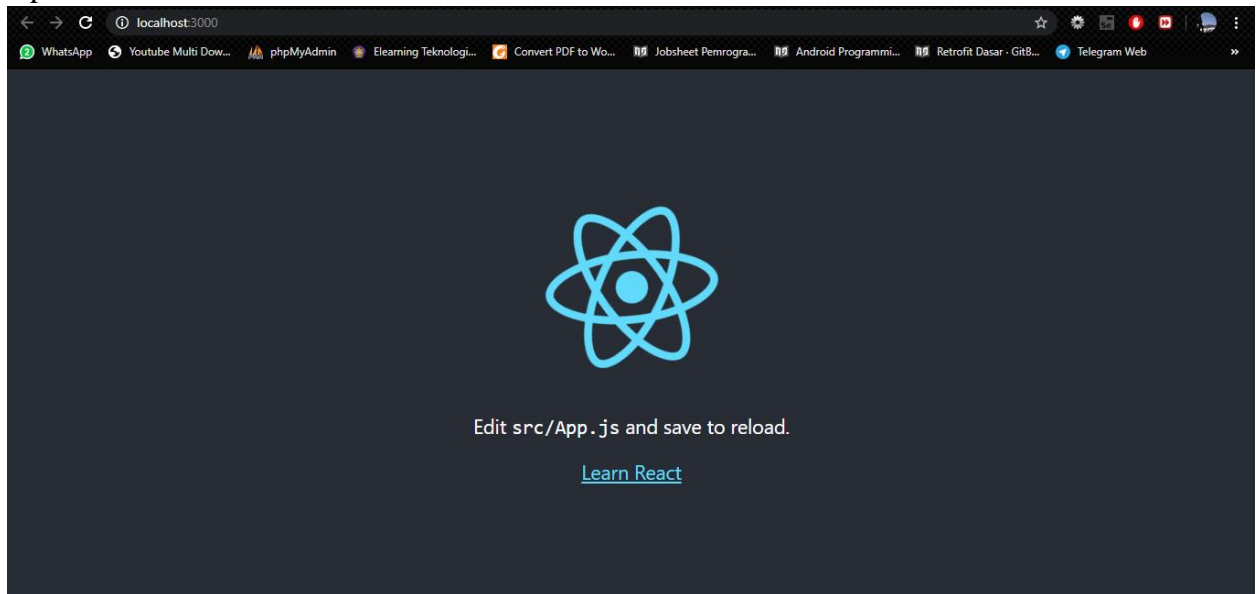 localhost:3000
WhatsApp Youtube Multi Dow... phpMyAdmin Elearning Teknologi... Convert PDF to Wo... Jobsheet Pemrogra... Android Programmi... Retrofit Dasar · GitB... Telegram Web »
Edit src/App.js and save to reload.
Learn React